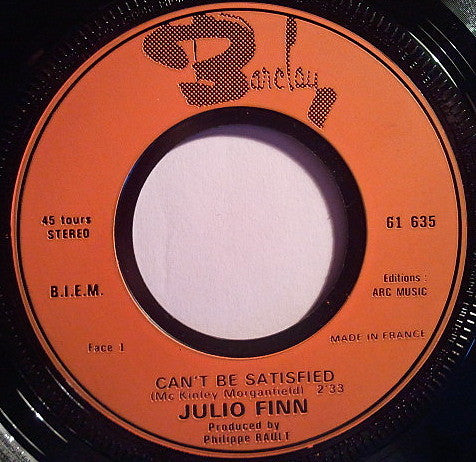 Barclay
45 tours
STEREO
61 635
B.I.E.M.
Editions :
ARC MUSIC
Face 1
MADE IN FRANCE
CAN'T BE SATISFIED
(Mc Kinley Morganfield) 2'33
JULIO FINN
Produced by
Philippe RAULT